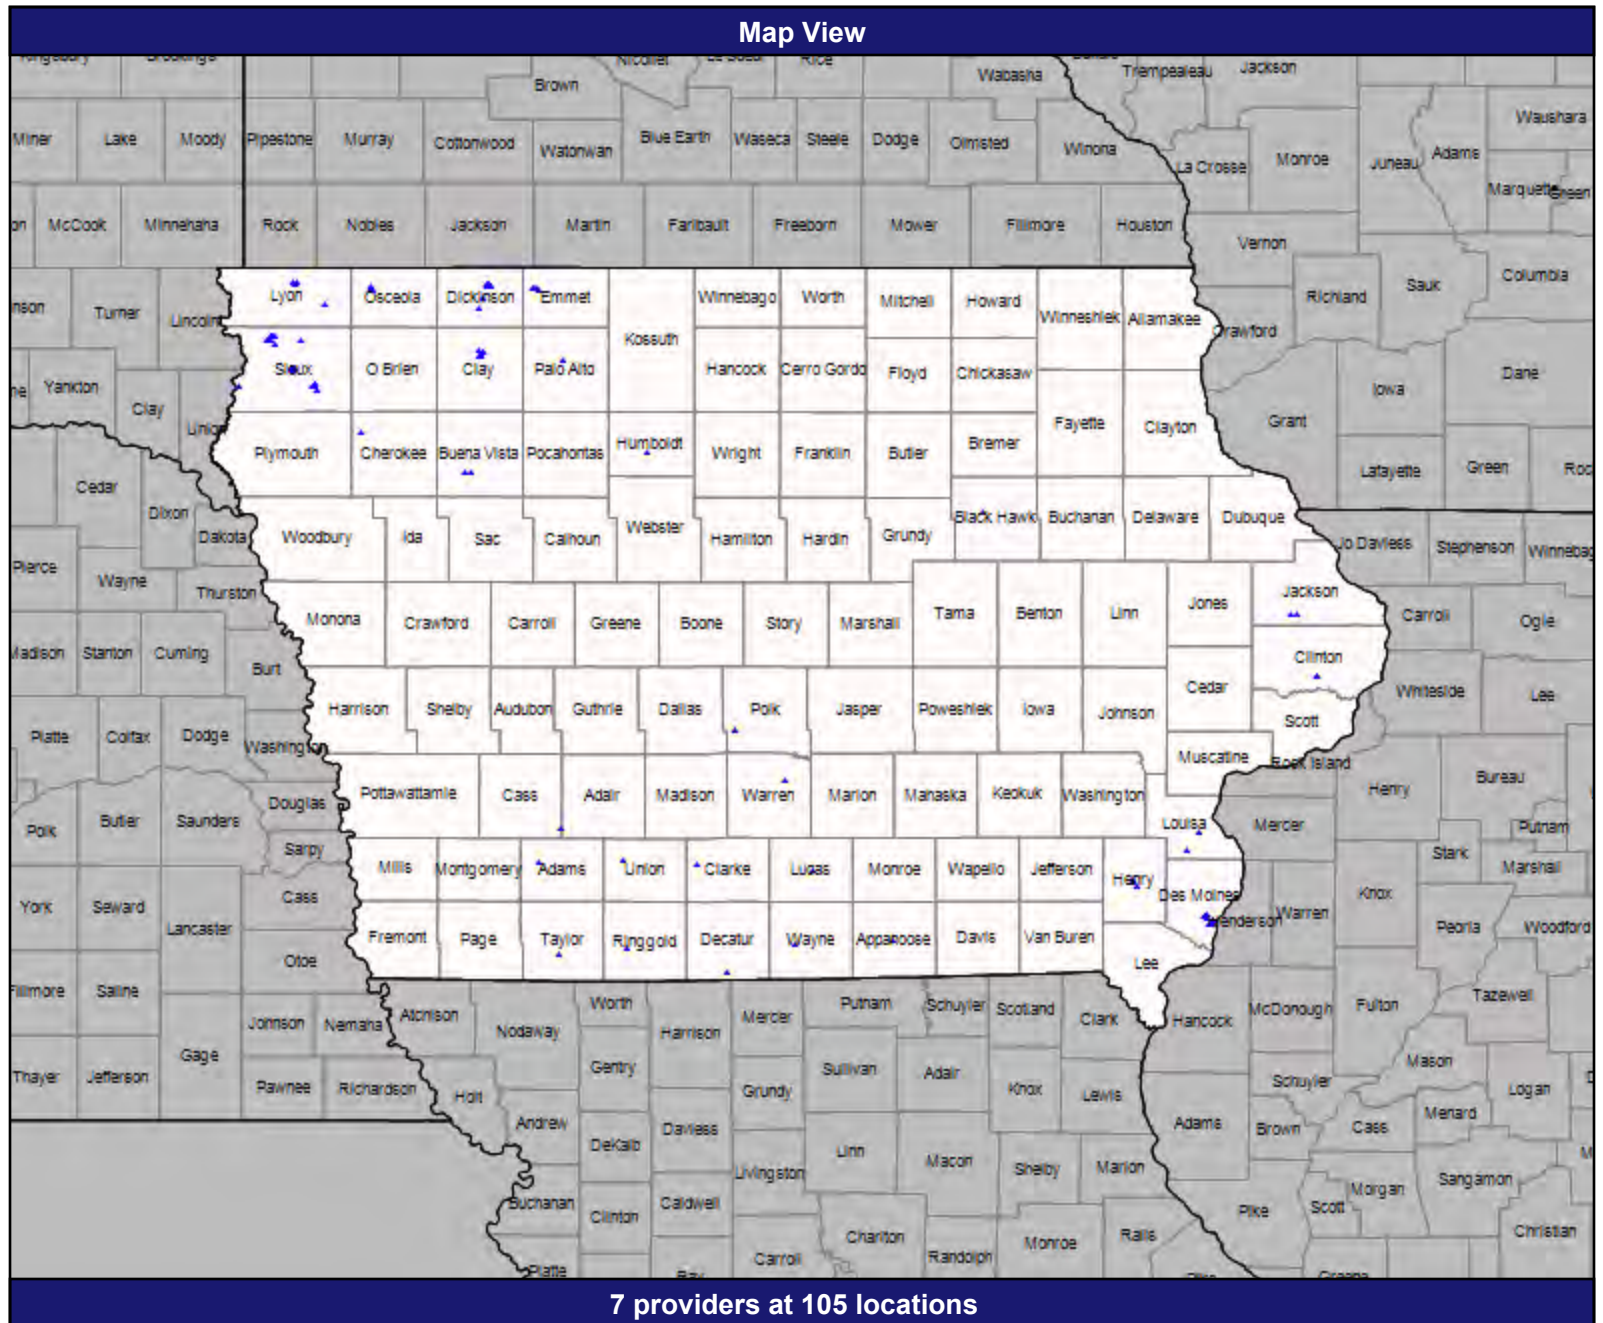 Map View
Nicollet Rice
Brown Wabasha Trempealeau Jackson
Waushara
Miner Lake Moody Pipestone Murray Cottonwood Watonwan Blue Earth Waseca Steele Dodge Olmsted Winona La Crosse Monroe Juneau Adams
Marquette Green
McCook Minnehaha Rock Nobles Jackson Martin Faribault Freeborn Mower Fillmore Houston Vernon
Richland Sauk Columbia
Turner Lincoln Lyon Osceola Dickinson Emmet Winnebago Worth Mitchell Howard Winneshiek Allamakee
Kossuth
Yankton Clay Sioux O Brien Clay Palo Alto Hancock Cerro Gordo Floyd Chickasaw Iowa Dane
Fayette Clayton Grant
Plymouth Cherokee Buena Vista Pocahontas Humboldt Wright Franklin Butler Bremer Lafayette Green
Cedar Dixon
Dakota Woodbury Ida Sac Calhoun Webster Hamilton Hardin Grundy Black Hawk Buchanan Delaware Dubuque Jo Daviess Stephenson
Pierce Wayne Thurston
Monona Crawford Carroll Greene Boone Story Marshall Tama Benton Linn Jones Jackson Carroll Ogle
Madison Stanton Cuming Burt Clinton
Harrison Shelby Audubon Guthrie Dallas Polk Jasper Poweshiek Iowa Johnson Cedar Scott Whiteside Lee
Platte Colfax Dodge Washington
Muscatine Rock Island
Pottawattamie Cass Adair Madison Warren Marion Mahaska Keokuk Washington Henry Bureau
Polk Butler Saunders Douglas Louisa Mercer Putnam
Sarpy Stark Marshall
Mills Montgomery Adams Union Clarke Lucas Monroe Wapello Jefferson Henry
Cass Des Moines Knox
York Seward Lancaster Warren Peoria Woodford
Fremont Page Taylor Ringgold Decatur Wayne Appanoose Davis Van Buren
Otoe Lee
Saline Worth Putnam Schuyler Scotland Tazewell
Johnson Nemaha Atchison Nodaway Harrison Mercer Clark Hancock McDonough Fulton
Gage Gentry Sullivan Adair Mason
Thayer Jefferson Pawnee Richardson Holt Grundy Knox Lewis Schuyler Logan
Andrew DeKalb Daviess Adams Brown Cass Menard
Linn Macon Shelby Marion
Livingston Morgan Sangamon
Buchanan Clinton Caldwell Pike Scott
Chariton Randolph Monroe Ralls Christian
Platte Carroll
7 providers at 105 locations